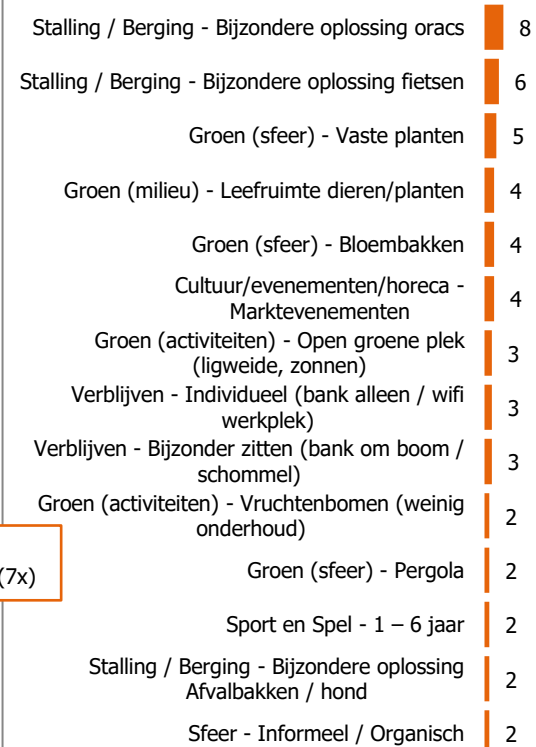 Stalling / Berging - Bijzondere oplossing oracs 8
Stalling / Berging - Bijzondere oplossing fietsen 6
Groen (sfeer) - Vaste planten 5
Groen (milieu) - Leefruimte dieren/planten 4
Groen (sfeer) - Bloembakken 4
Cultuur/evenementen/horeca -
Marktevenementen 4
Groen (activiteiten) - Open groene plek
(ligweide, zonnen) 3
Verblijven - Individueel (bank alleen / wifi
werkplek) 3
Verblijven - Bijzonder zitten (bank om boom /
schommel) 3
Groen (activiteiten) - Vruchtenbomen (weinig
onderhoud) 2
(7x)
Groen (sfeer) - Pergola 2
Sport en Spel - 1 – 6 jaar 2
Stalling / Berging - Bijzondere oplossing
Afvalbakken / hond 2
Sfeer - Informeel / Organisch 2